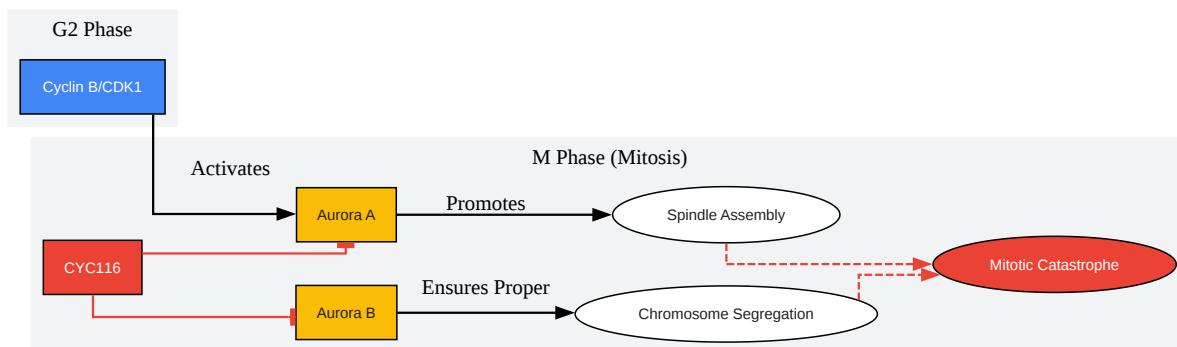 G2 Phase
Cyclin B/CDK1
M Phase (Mitosis)
Activates
Aurora A
Promotes
Spindle Assembly
CYC116
Mitotic Catastrophe
Aurora B
Ensures Proper
Chromosome Segregation